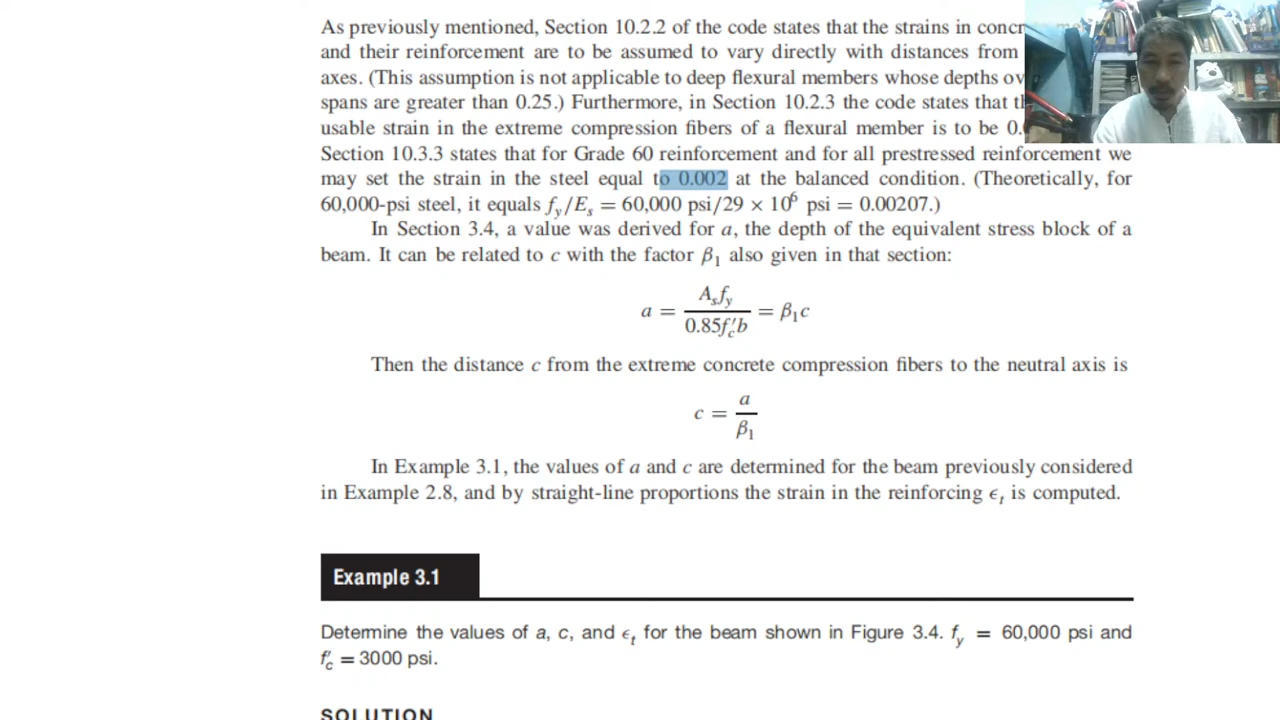 As previously mentioned, Section 10.2.2 of the code states that the strains in concr
and their reinforcement are to be assumed to vary directly with distances from
axes. (This assumption is not applicable to deep flexural members whose depths ov
spans are greater than 0.25.) Furthermore, in Section 10.2.3 the code states that th
usable strain in the extreme compression fibers of a flexural member is to be 0.
Section 10.3.3 states that for Grade 60 reinforcement and for all prestressed reinforcement we
may set the strain in the steel equal to 0.002 at the balanced condition. (Theoretically, for
60,000-psi steel, it equals f_y/E_s = 60,000 psi/29 × 10⁶ psi = 0.00207.)
In Section 3.4, a value was derived for a, the depth of the equivalent stress block of a
beam. It can be related to c with the factor β₁ also given in that section:
a = A_s f_y / 0.85f′_c b = β₁c
Then the distance c from the extreme concrete compression fibers to the neutral axis is
c = a / β₁
In Example 3.1, the values of a and c are determined for the beam previously considered
in Example 2.8, and by straight-line proportions the strain in the reinforcing ϵ_t is computed.
Example 3.1
Determine the values of a, c, and ϵ_t for the beam shown in Figure 3.4. f_y = 60,000 psi and
f′_c = 3000 psi.
SOLUTION